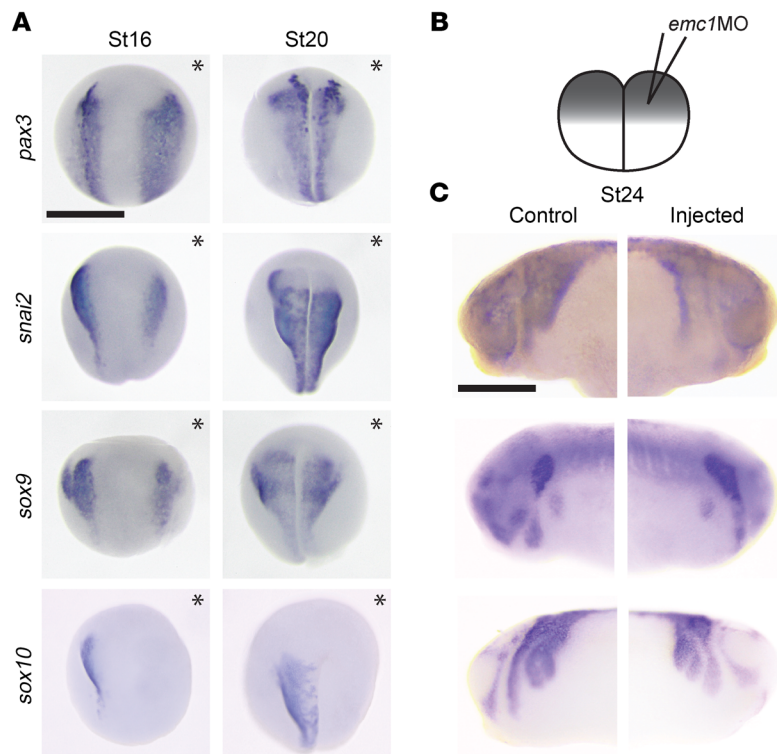 A
St16
St20
*
*
pax3
*
*
snai2
*
*
sox9
*
*
sox10
B
emc1MO
C
St24
Control
Injected